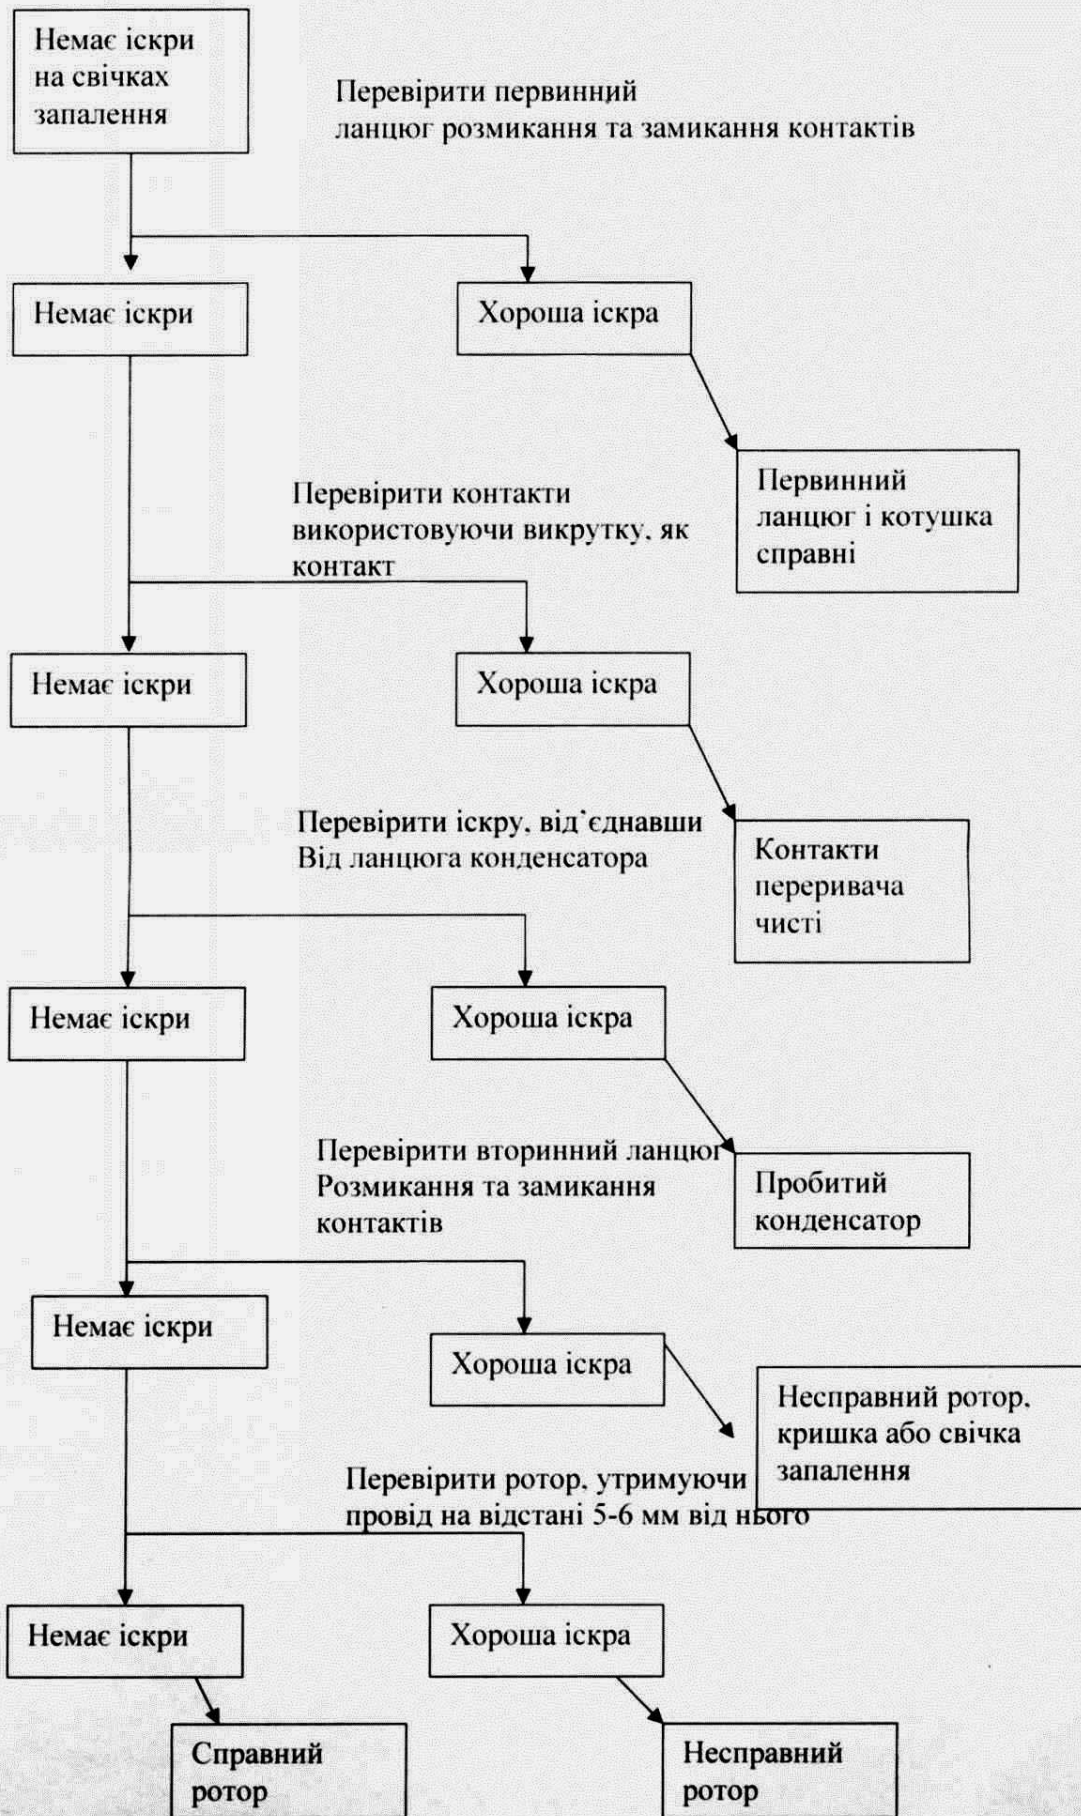 Немає іскри
на свічках
запалення
Перевірити первинний
ланцюг розмикання та замикання контактів
Немає іскри
Хороша іскра
Первинний
ланцюг і котушка
справні
Перевірити контакти
використовуючи викрутку, як
контакт
Немає іскри
Хороша іскра
Перевірити іскру, від`єднавши
Від ланцюга конденсатора
Контакти
переривача
чисті
Немає іскри
Хороша іскра
Перевірити вторинний ланцюг
Розмикання та замикання
контактів
Пробитий
конденсатор
Немає іскри
Хороша іскра
Несправний ротор,
кришка або свічка
запалення
Перевірити ротор, утримуючи
провід на відстані 5-6 мм від нього
Немає іскри
Хороша іскра
Справний
ротор
Несправний
ротор